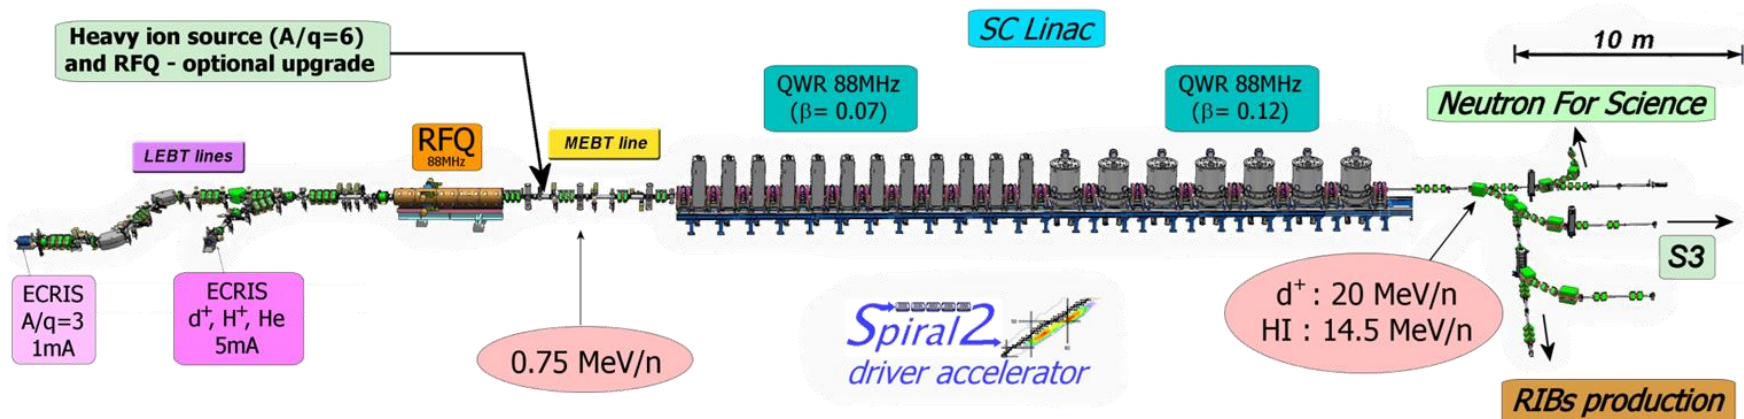 Heavy ion source (A/q=6)
and RFQ - optional upgrade
SC Linac
10 m
QWR 88MHz
(β= 0.07)
QWR 88MHz
(β= 0.12)
Neutron For Science
LEBT lines
RFQ
88MHz
MEBT line
S3
ECRIS
A/q=3
1mA
ECRIS
d⁺, H⁺, He
5mA
0.75 MeV/n
Spiral2
driver accelerator
d⁺ : 20 MeV/n
HI : 14.5 MeV/n
RIBs production